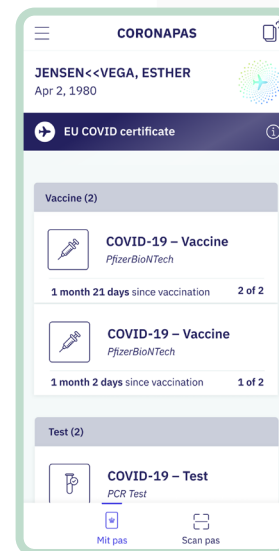 CORONAPAS
JENSEN<<VEGA, ESTHER
Apr 2, 1980
EU COVID certificate
Vaccine (2)
COVID-19 – Vaccine
PfizerBioNTech
1 month 21 days since vaccination 2 of 2
COVID-19 – Vaccine
PfizerBioNTech
1 month 2 days since vaccination 1 of 2
Test (2)
COVID-19 – Test
PCR Test
Mit pas Scan pas